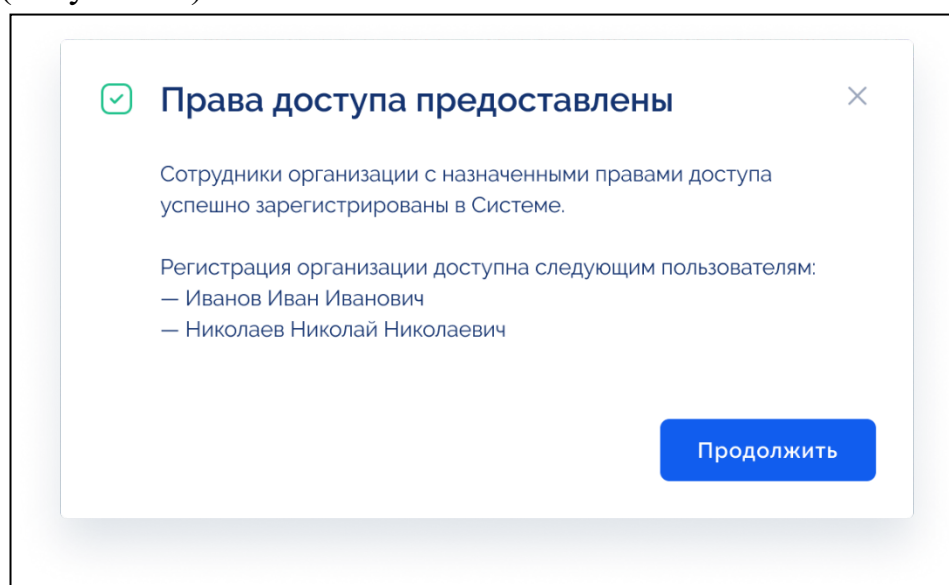 Права доступа предоставлены
Сотрудники организации с назначенными правами доступа
успешно зарегистрированы в Системе.
Регистрация организации доступна следующим пользователям:
— Иванов Иван Иванович
— Николаев Николай Николаевич
Продолжить